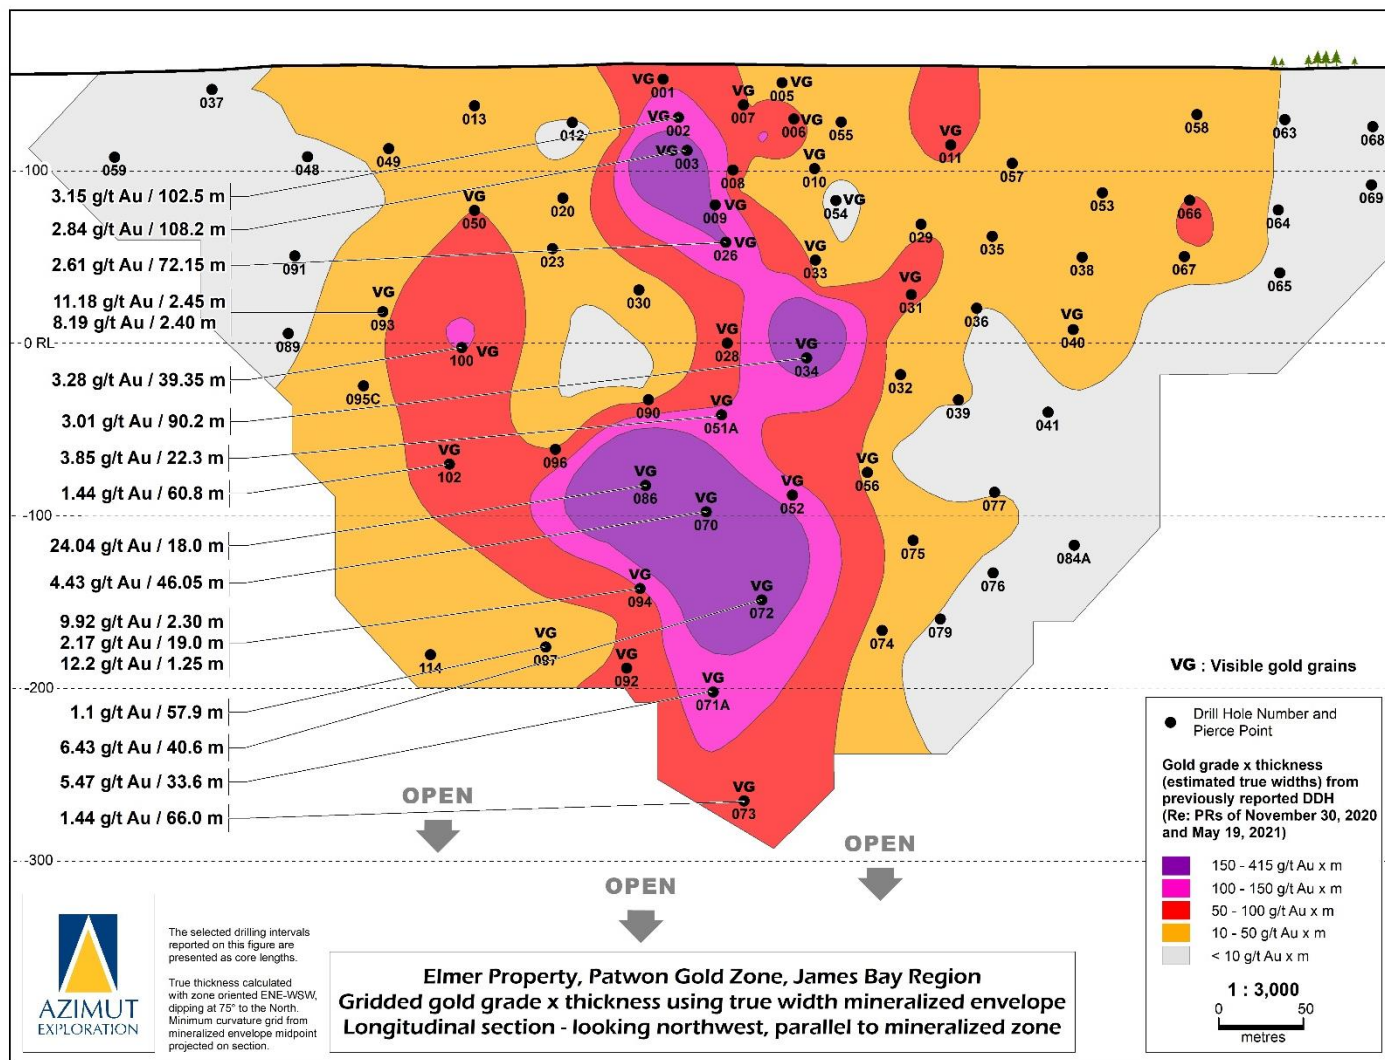 VG
001
VG
002
VG
003
VG
007
005 VG
VG
006
055
VG
010
VG
011
037
013
012
049
048
059
058
063
068
057
053
066
064
069
008
054 VG
009 VG
026 VG
020
VG
050
023
091
029
035
038
067
065
033
VG
031
036
040
VG
030
VG
093
089
VG
028
100 VG
VG
034
095C
032
039
041
090
VG
051A
VG
102
096
VG
086
VG
070
VG
052
VG
056
077
084A
075
076
VG
094
VG
072
079
074
114
VG
097
VG
092
VG
071A
VG
073
100
0 RL
-100
-200
-300
3.15 g/t Au / 102.5 m
2.84 g/t Au / 108.2 m
2.61 g/t Au / 72.15 m
11.18 g/t Au / 2.45 m
8.19 g/t Au / 2.40 m
3.28 g/t Au / 39.35 m
3.01 g/t Au / 90.2 m
3.85 g/t Au / 22.3 m
1.44 g/t Au / 60.8 m
24.04 g/t Au / 18.0 m
4.43 g/t Au / 46.05 m
9.92 g/t Au / 2.30 m
2.17 g/t Au / 19.0 m
12.2 g/t Au / 1.25 m
1.1 g/t Au / 57.9 m
6.43 g/t Au / 40.6 m
5.47 g/t Au / 33.6 m
1.44 g/t Au / 66.0 m
OPEN
OPEN
OPEN
VG : Visible gold grains
Drill Hole Number and
Pierce Point
Gold grade x thickness
(estimated true widths) from
previously reported DDH
(Re: PRs of November 30, 2020
and May 19, 2021)
150 - 415 g/t Au x m
100 - 150 g/t Au x m
50 - 100 g/t Au x m
10 - 50 g/t Au x m
< 10 g/t Au x m
1 : 3,000
0 50
metres
AZIMUT
EXPLORATION
The selected drilling intervals
reported on this figure are
presented as core lengths.
True thickness calculated
with zone oriented ENE-WSW,
dipping at 75° to the North.
Minimum curvature grid from
mineralized envelope midpoint
projected on section.
Elmer Property, Patwon Gold Zone, James Bay Region
Gridded gold grade x thickness using true width mineralized envelope
Longitudinal section - looking northwest, parallel to mineralized zone